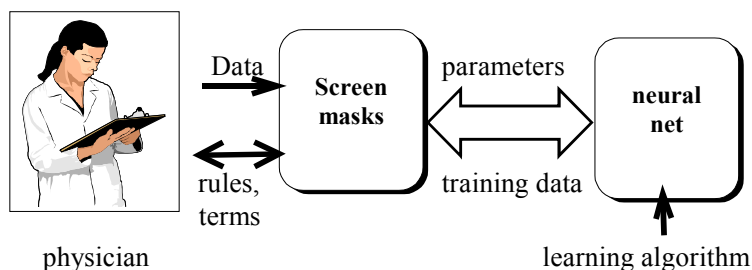 Data
rules,
terms
physician
Screen
masks
parameters
training data
neural
net
learning algorithm